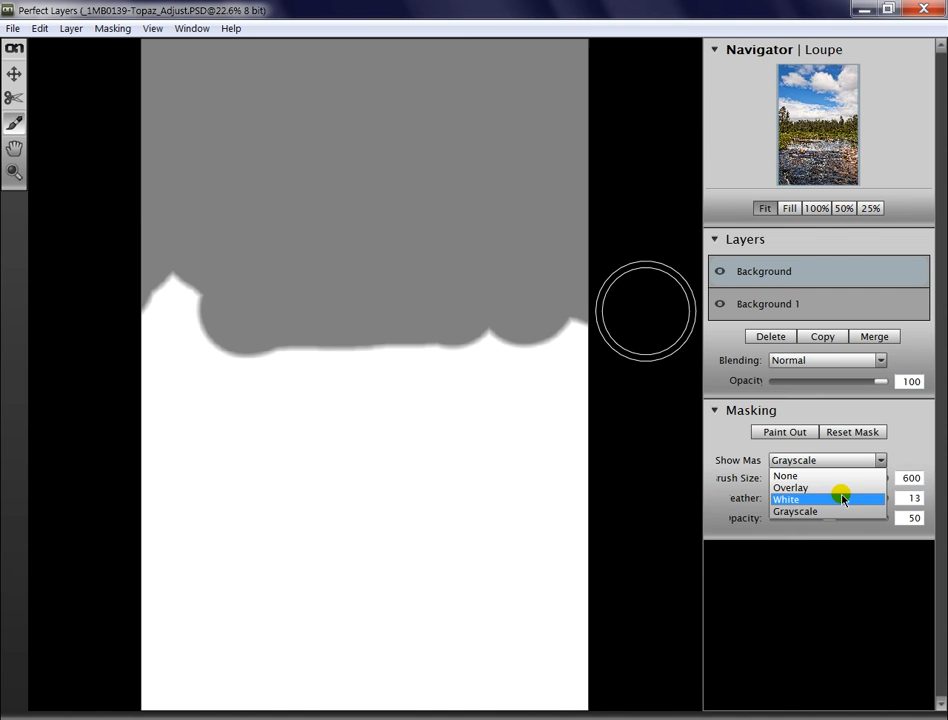 Perfect Layers (_1MB0139-Topaz_Adjust.PSD@22.6% 8 bit)
File Edit Layer Masking View Window Help
on
Navigator | Loupe
Fit Fill 100% 50% 25%
Layers
Background
Background 1
Delete Copy Merge
Blending: Normal
Opacity 100
Masking
Paint Out Reset Mask
Show Mas Grayscale
None
rush Size: 600
Overlay
eather: White 13
Grayscale
pacity: 50